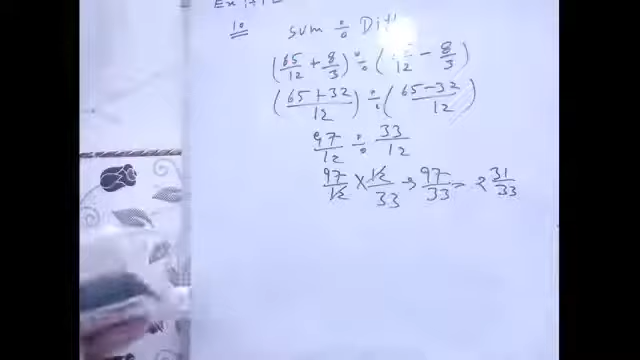 10 sum ÷ Diff
(65/12 + 8/3) ÷ (65/12 - 8/3)
(65+32/12) ÷ (65-32/12)
97/12 ÷ 33/12
97/12 × 12/33 → 97/33 = 2 31/33